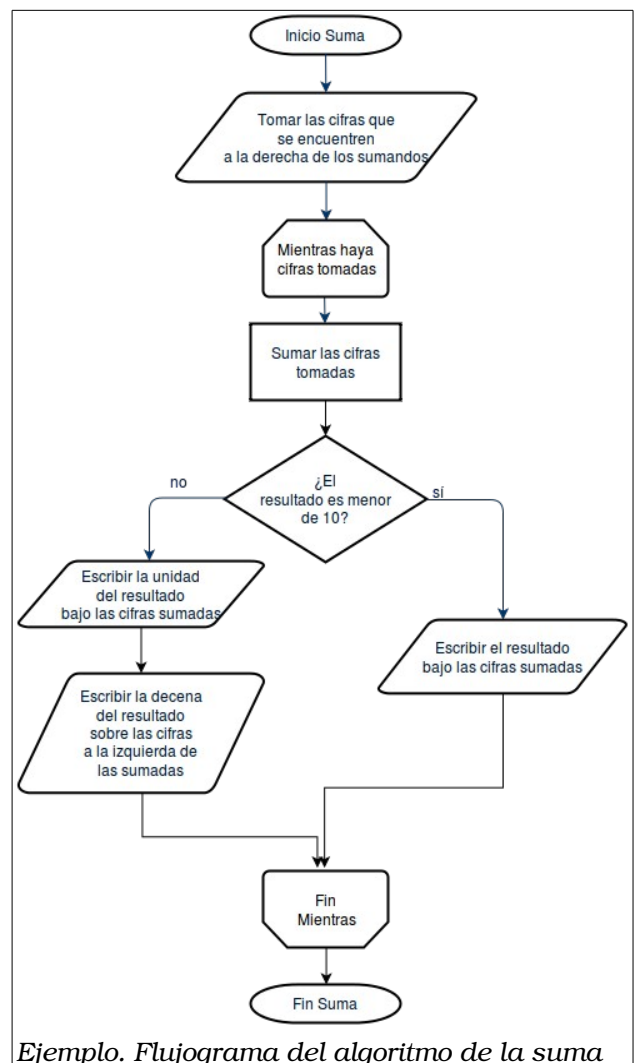 Inicio Suma
Tomar las cifras que
se encuentren
a la derecha de los sumandos
Mientras haya
cifras tomadas
Sumar las cifras
tomadas
¿El
resultado es menor
de 10?
no
sí
Escribir la unidad
del resultado
bajo las cifras sumadas
Escribir la decena
del resultado
sobre las cifras
a la izquierda de
las sumadas
Escribir el resultado
bajo las cifras sumadas
Fin
Mientras
Fin Suma
Ejemplo. Flujograma del algoritmo de la suma